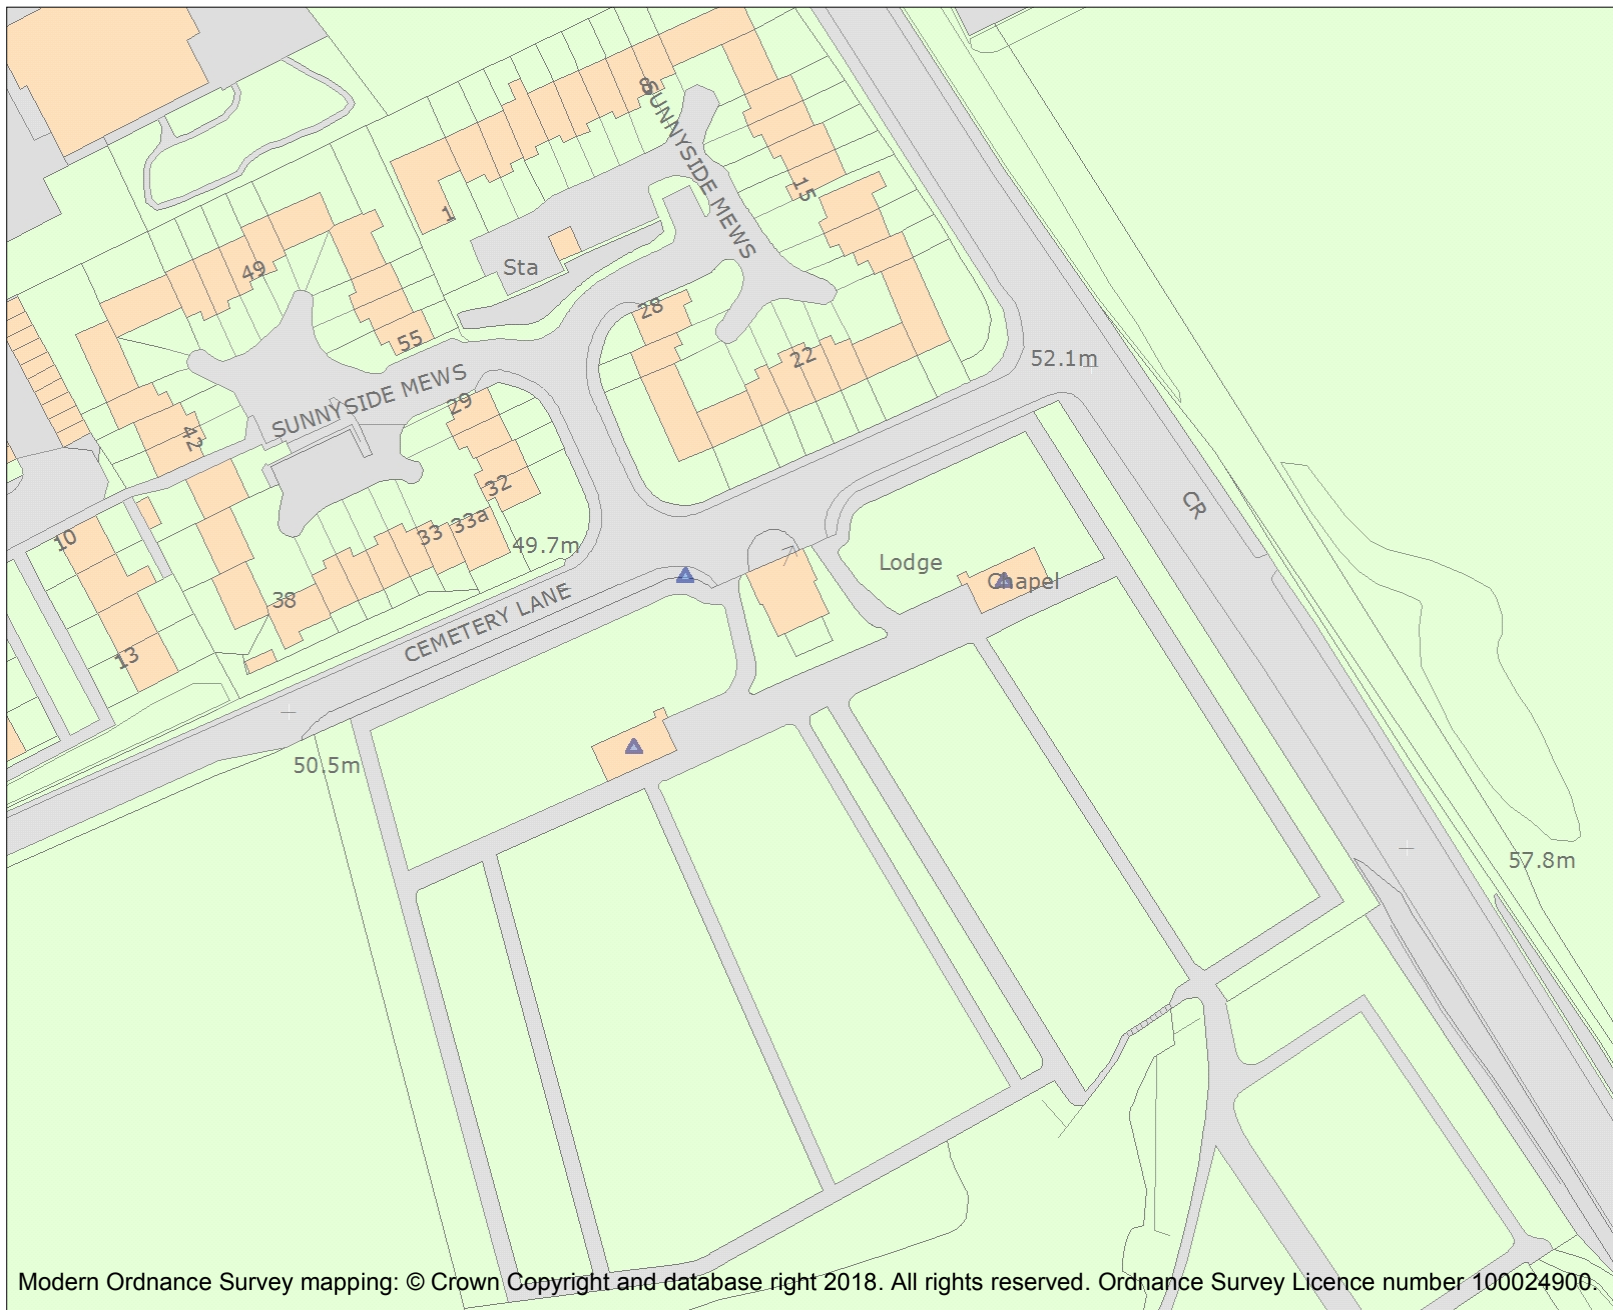 8
SUNNYSIDE MEWS
15
1
Sta
49
28
55
22
52.1m
SUNNYSIDE MEWS
29
42
32
CR
33a
33
10
49.7m
Lodge
Chapel
38
CEMETERY LANE
13
50.5m
57.8m
Modern Ordnance Survey mapping: © Crown Copyright and database right 2018. All rights reserved. Ordnance Survey Licence number 100024900.